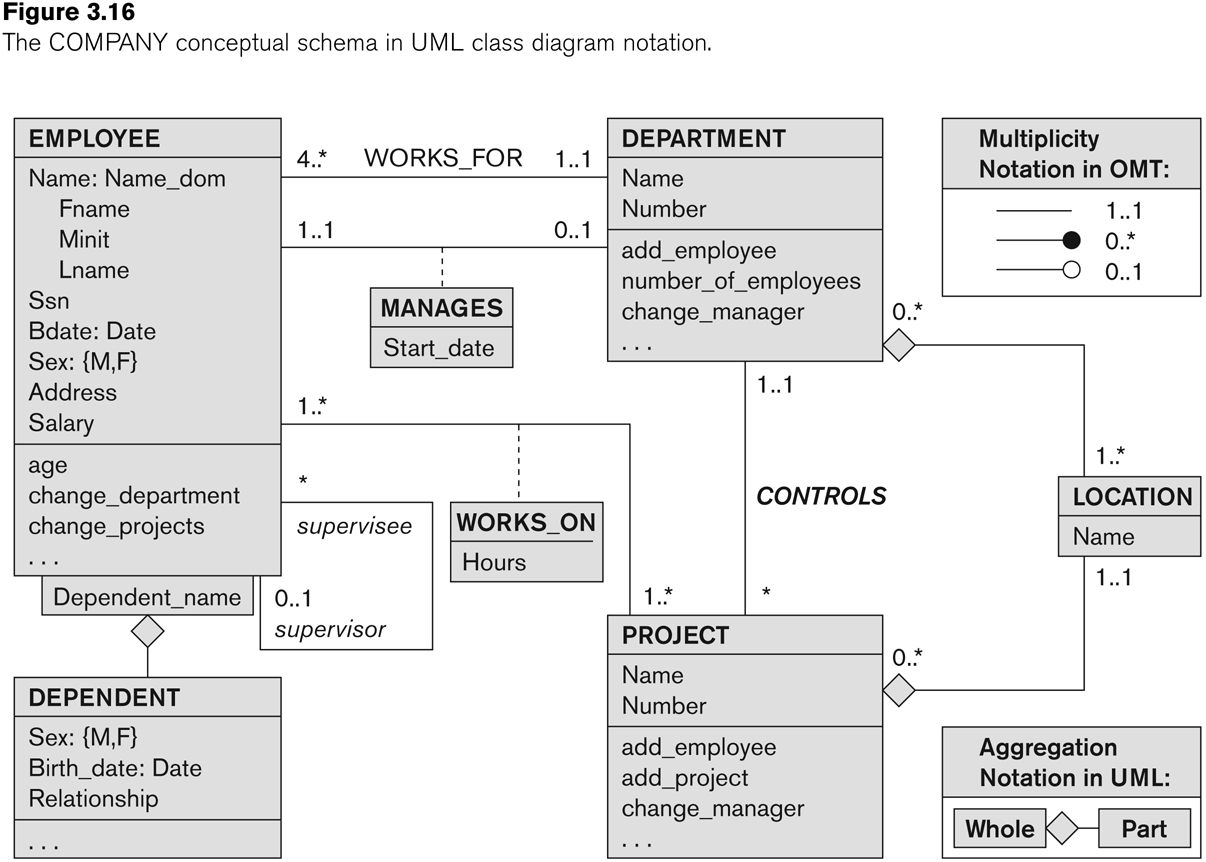 Figure 3.16
The COMPANY conceptual schema in UML class diagram notation.
EMPLOYEE
Name: Name_dom
Fname
Minit
Lname
Ssn
Bdate: Date
Sex: {M,F}
Address
Salary
age
change_department
change_projects
. . .
Dependent_name
DEPENDENT
Sex: {M,F}
Birth_date: Date
Relationship
. . .
4..* WORKS_FOR 1..1
1..1 0..1
MANAGES
Start_date
1..*
*
supervisee
0..1
supervisor
WORKS_ON
Hours
1..*
DEPARTMENT
Name
Number
add_employee
number_of_employees
change_manager
. . .
0..*
1..1
CONTROLS
*
PROJECT
Name
Number
add_employee
add_project
change_manager
. . .
0..*
Multiplicity
Notation in OMT:
1..1
0..*
0..1
1..*
LOCATION
Name
1..1
Aggregation
Notation in UML:
Whole Part